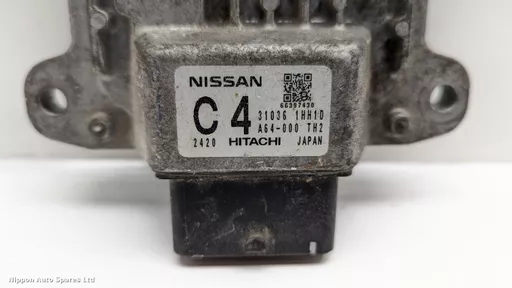 NISSAN
66397430
C4 31036 1HH1D
A64-000 TH2
2420 HITACHI JAPAN
Nippon Auto Spares Ltd